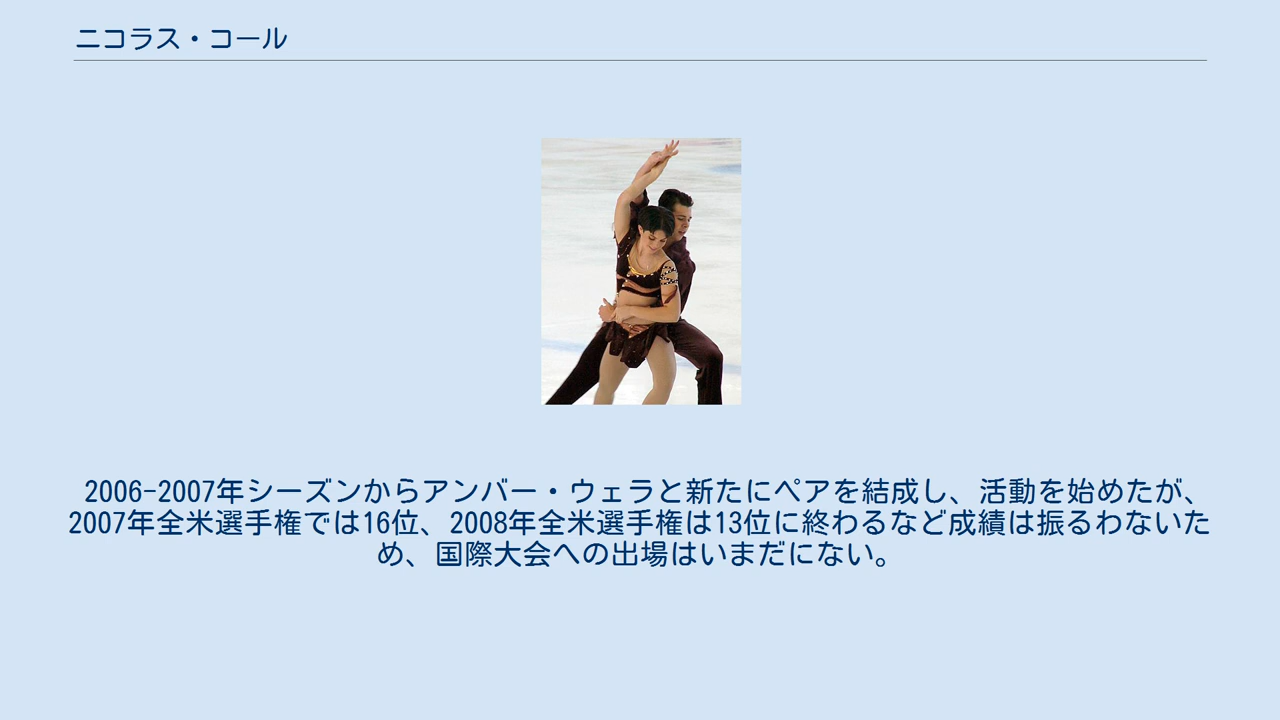 ニコラス・コール
2006-2007年シーズンからアンバー・ウェラと新たにペアを結成し、活動を始めたが、
2007年全米選手権では16位、2008年全米選手権は13位に終わるなど成績は振るわないた
め、国際大会への出場はいまだにない。